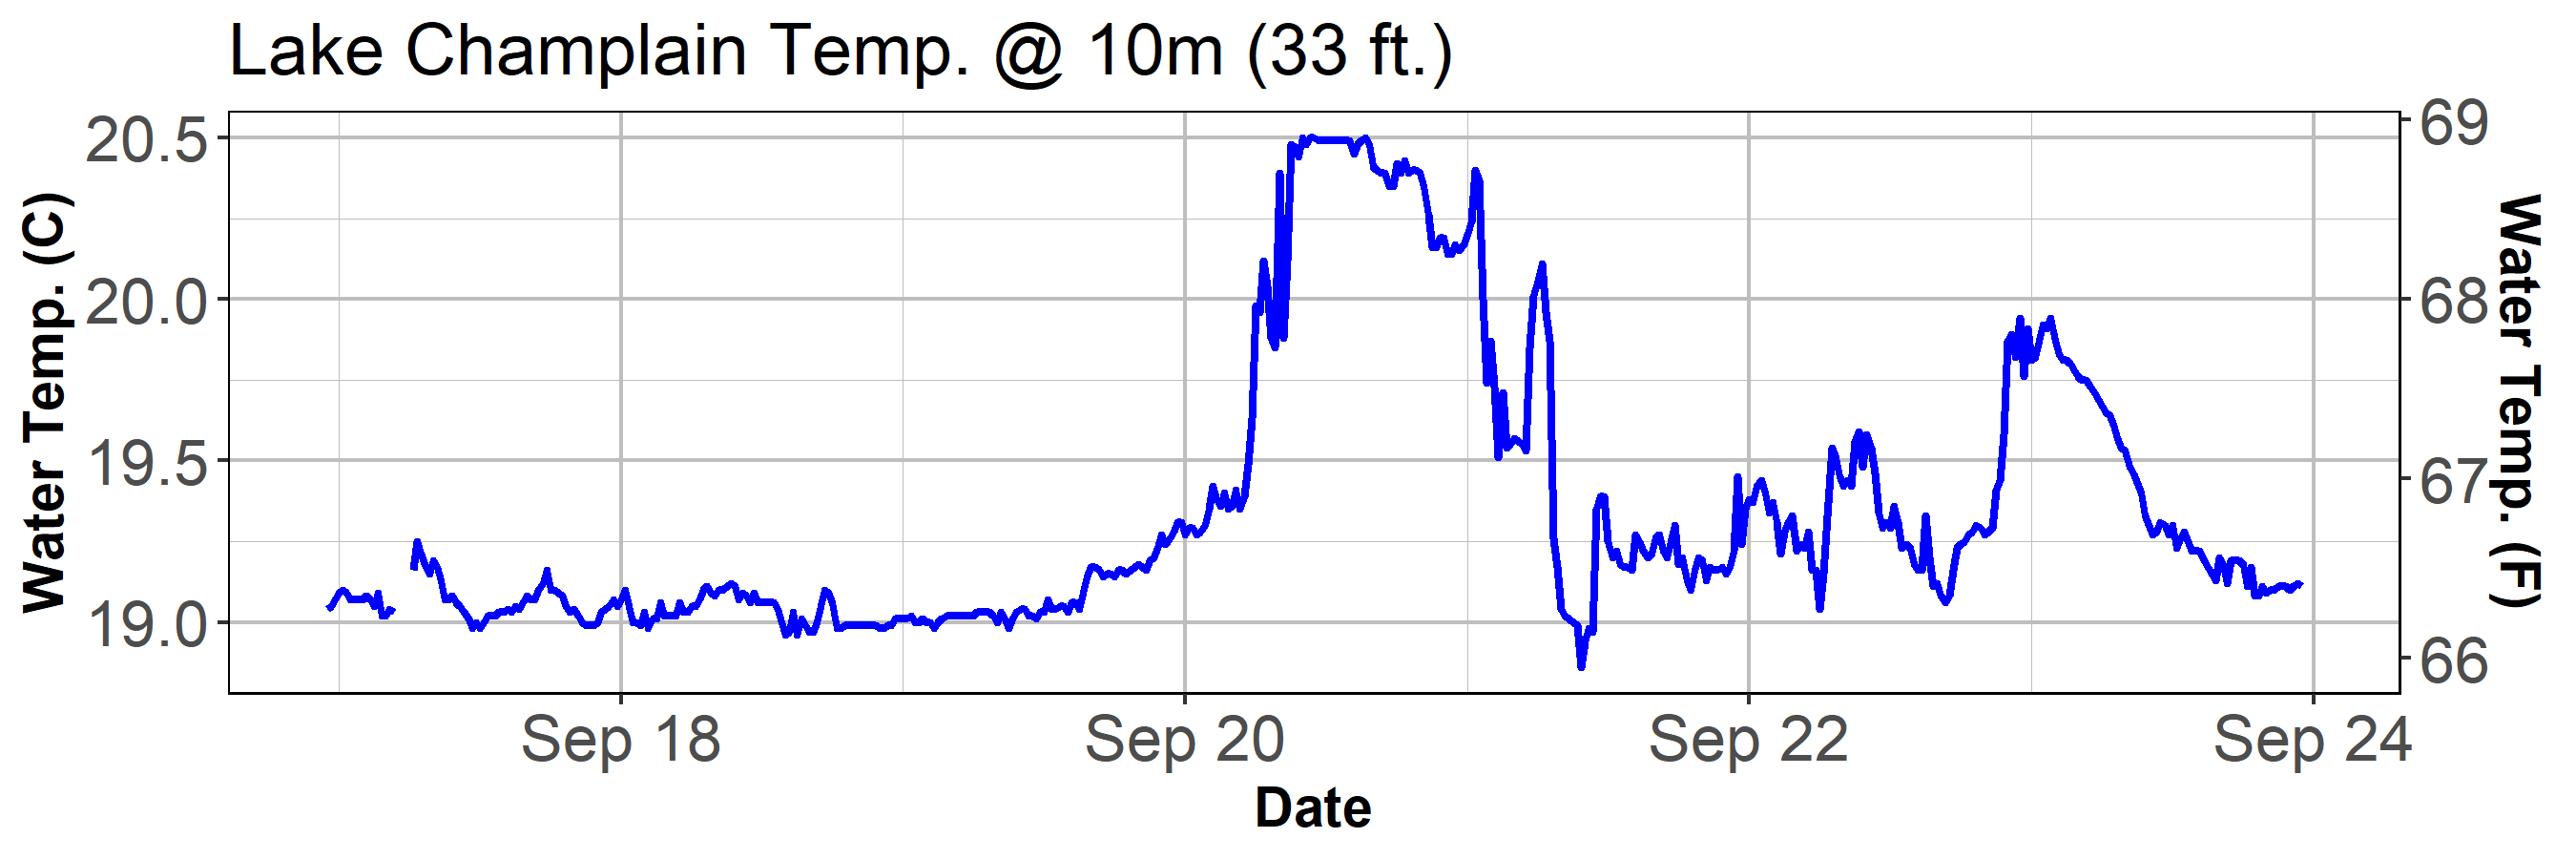 Lake Champlain Temp. @ 10m (33 ft.)
Water Temp. (C)
20.5
20.0
19.5
19.0
69
68
67
66
Water Temp. (F)
Sep 18
Sep 20
Sep 22
Sep 24
Date